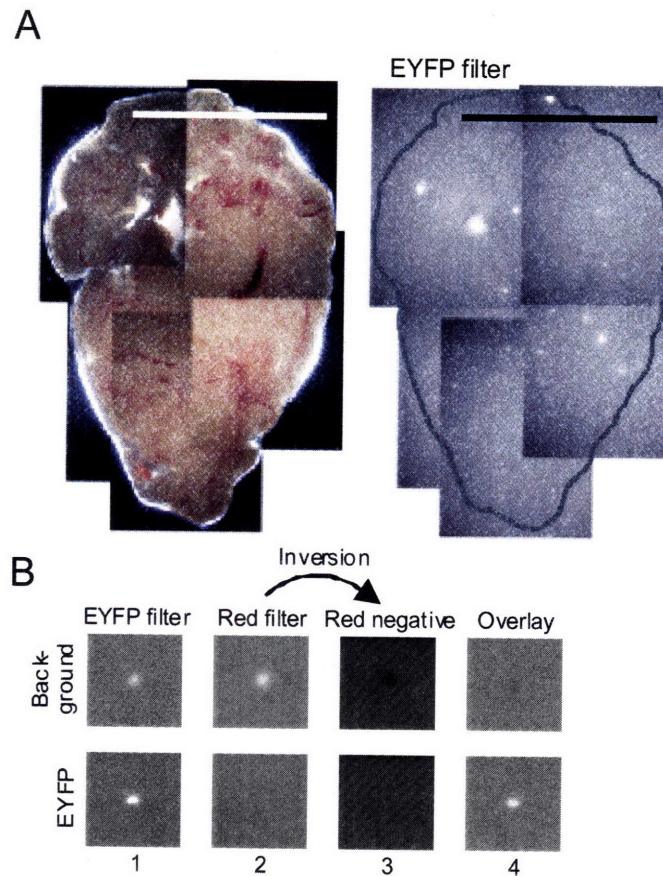 A
EYFP filter
B
Inversion
EYFP filter Red filter Red negative Overlay
Back-
ground
EYFP
1 2 3 4